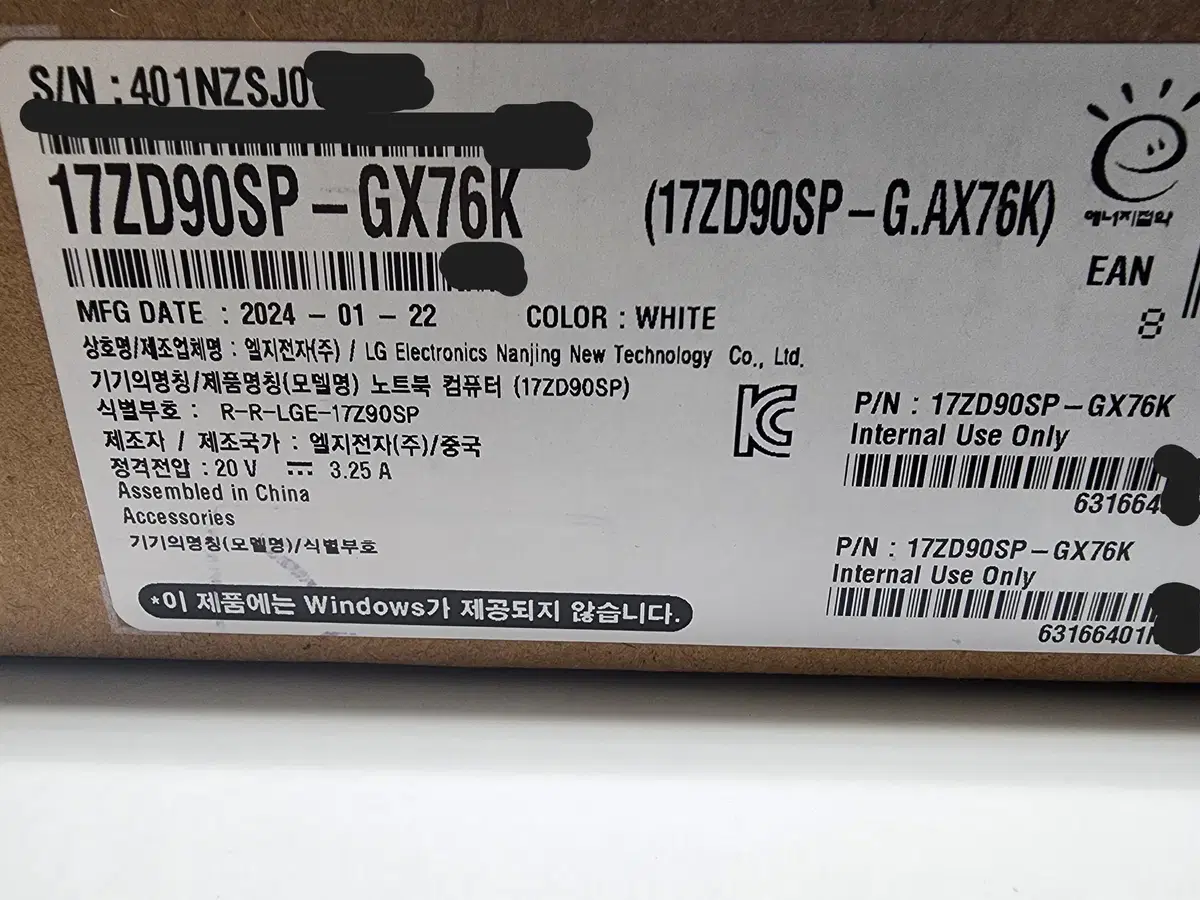 S/N : 401NZSJ0
17ZD90SP – GX76K (17ZD90SP – G.AX76K)
에너지절약
EAN
8
MFG DATE : 2024 – 01 – 22 COLOR : WHITE
상호명/제조업체명 : 엘지전자(주) / LG Electronics Nanjing New Technology Co., Ltd.
기기의명칭/제품명칭(모델명) 노트북 컴퓨터 (17ZD90SP)
식별부호 : R-R-LGE-17Z90SP
제조자 / 제조국가 : 엘지전자(주)/중국
정격전압 : 20 V ⎓ 3.25 A
Assembled in China
Accessories
기기의명칭(모델명)/식별부호
*이 제품에는 Windows가 제공되지 않습니다.
P/N : 17ZD90SP – GX76K
Internal Use Only
631664
P/N : 17ZD90SP – GX76K
Internal Use Only
63166401